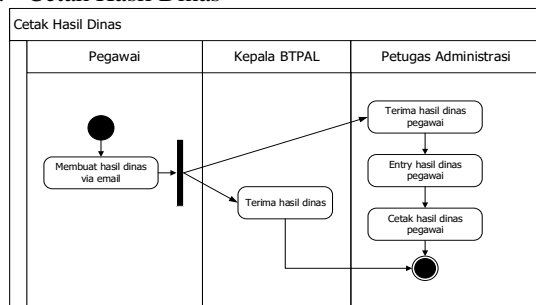 Cetak Hasil Dinas
Cetak Hasil Dinas
Pegawai
Kepala BTPAL
Petugas Administrasi
Membuat hasil dinas
via email
Terima hasil dinas
Terima hasil dinas
pegawai
Entry hasil dinas
pegawai
Cetak hasil dinas
pegawai